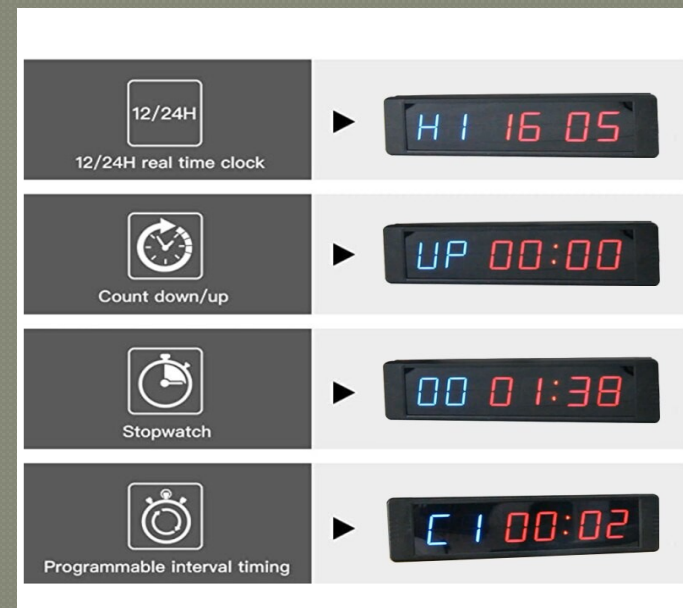 12/24H
12/24H real time clock
H1 16 05
Count down/up
UP 00:00
Stopwatch
00 01:38
Programmable interval timing
C1 00:02